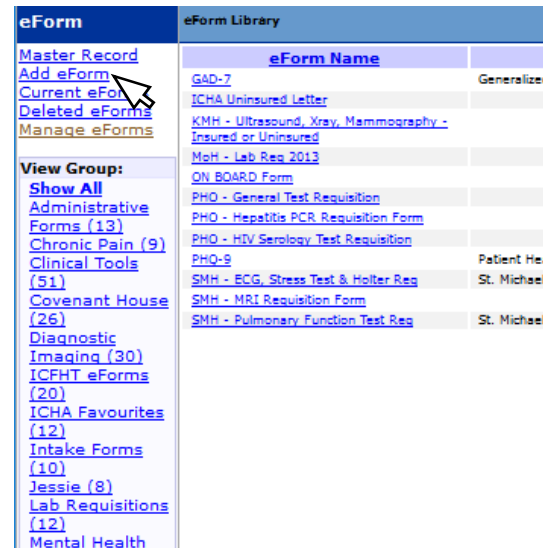 eForm
eForm Library
Master Record
Add eForm
Current eFor
Deleted eForms
Manage eForms
View Group:
Show All
Administrative
Forms (13)
Chronic Pain (9)
Clinical Tools
(51)
Covenant House
(26)
Diagnostic
Imaging (30)
ICFHT eForms
(20)
ICHA Favourites
(12)
Intake Forms
(10)
Jessie (8)
Lab Requisitions
(12)
Mental Health
eForm Name
GAD-7 Generalize
ICHA Uninsured Letter
KMH - Ultrasound, Xray, Mammography -
Insured or Uninsured
MoH - Lab Req 2013
ON BOARD Form
PHO - General Test Requisition
PHO - Hepatitis PCR Requisition Form
PHO - HIV Serology Test Requisition
PHQ-9 Patient He
SMH - ECG, Stress Test & Holter Req St. Michael
SMH - MRI Requisition Form
SMH - Pulmonary Function Test Req St. Michael